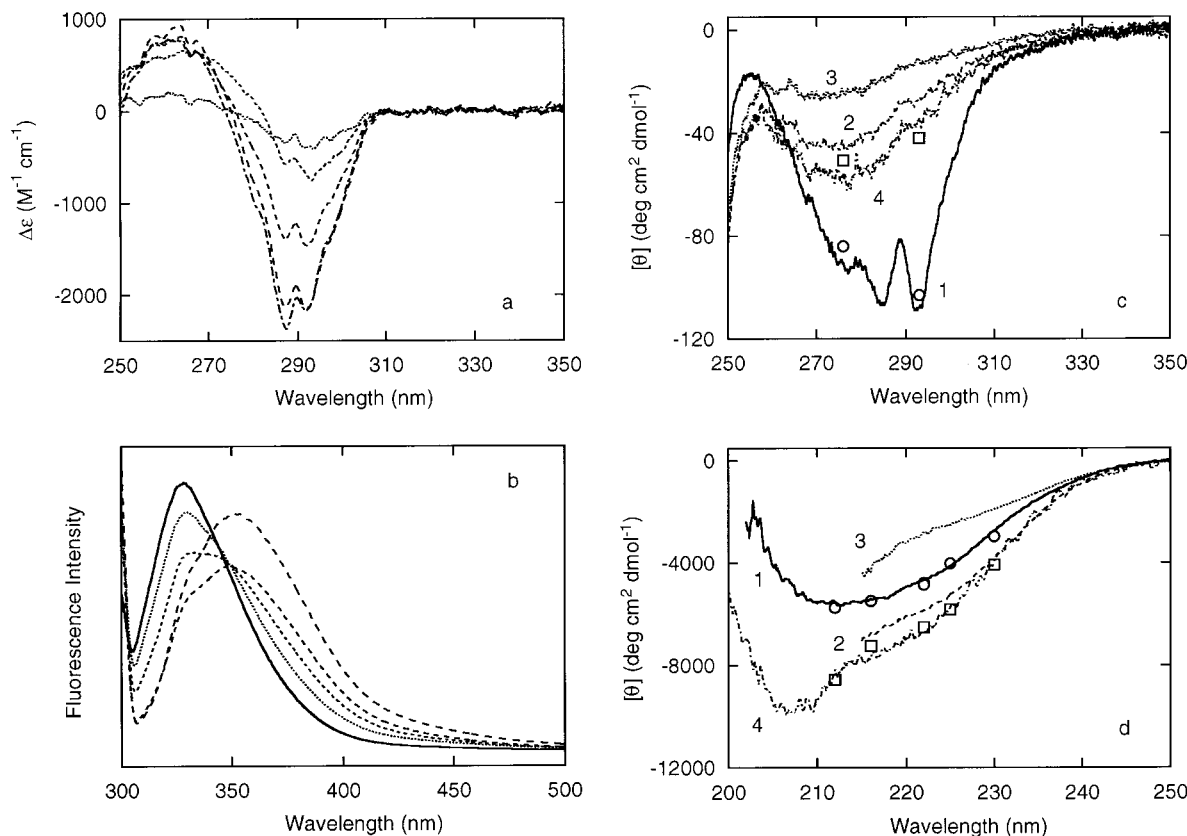 1000
0
-1000
-2000
Δε (M⁻¹ cm⁻¹)
a
250 270 290 310 330 350
Wavelength (nm)
0
-40
-80
-120
[θ] (deg cm² dmol⁻¹)
3
2
4
1
c
250 270 290 310 330 350
Wavelength (nm)
Fluorescence Intensity
b
300 350 400 450 500
Wavelength (nm)
0
-4000
-8000
-12000
[θ] (deg cm² dmol⁻¹)
3
1
2
4
d
200 210 220 230 240 250
Wavelength (nm)